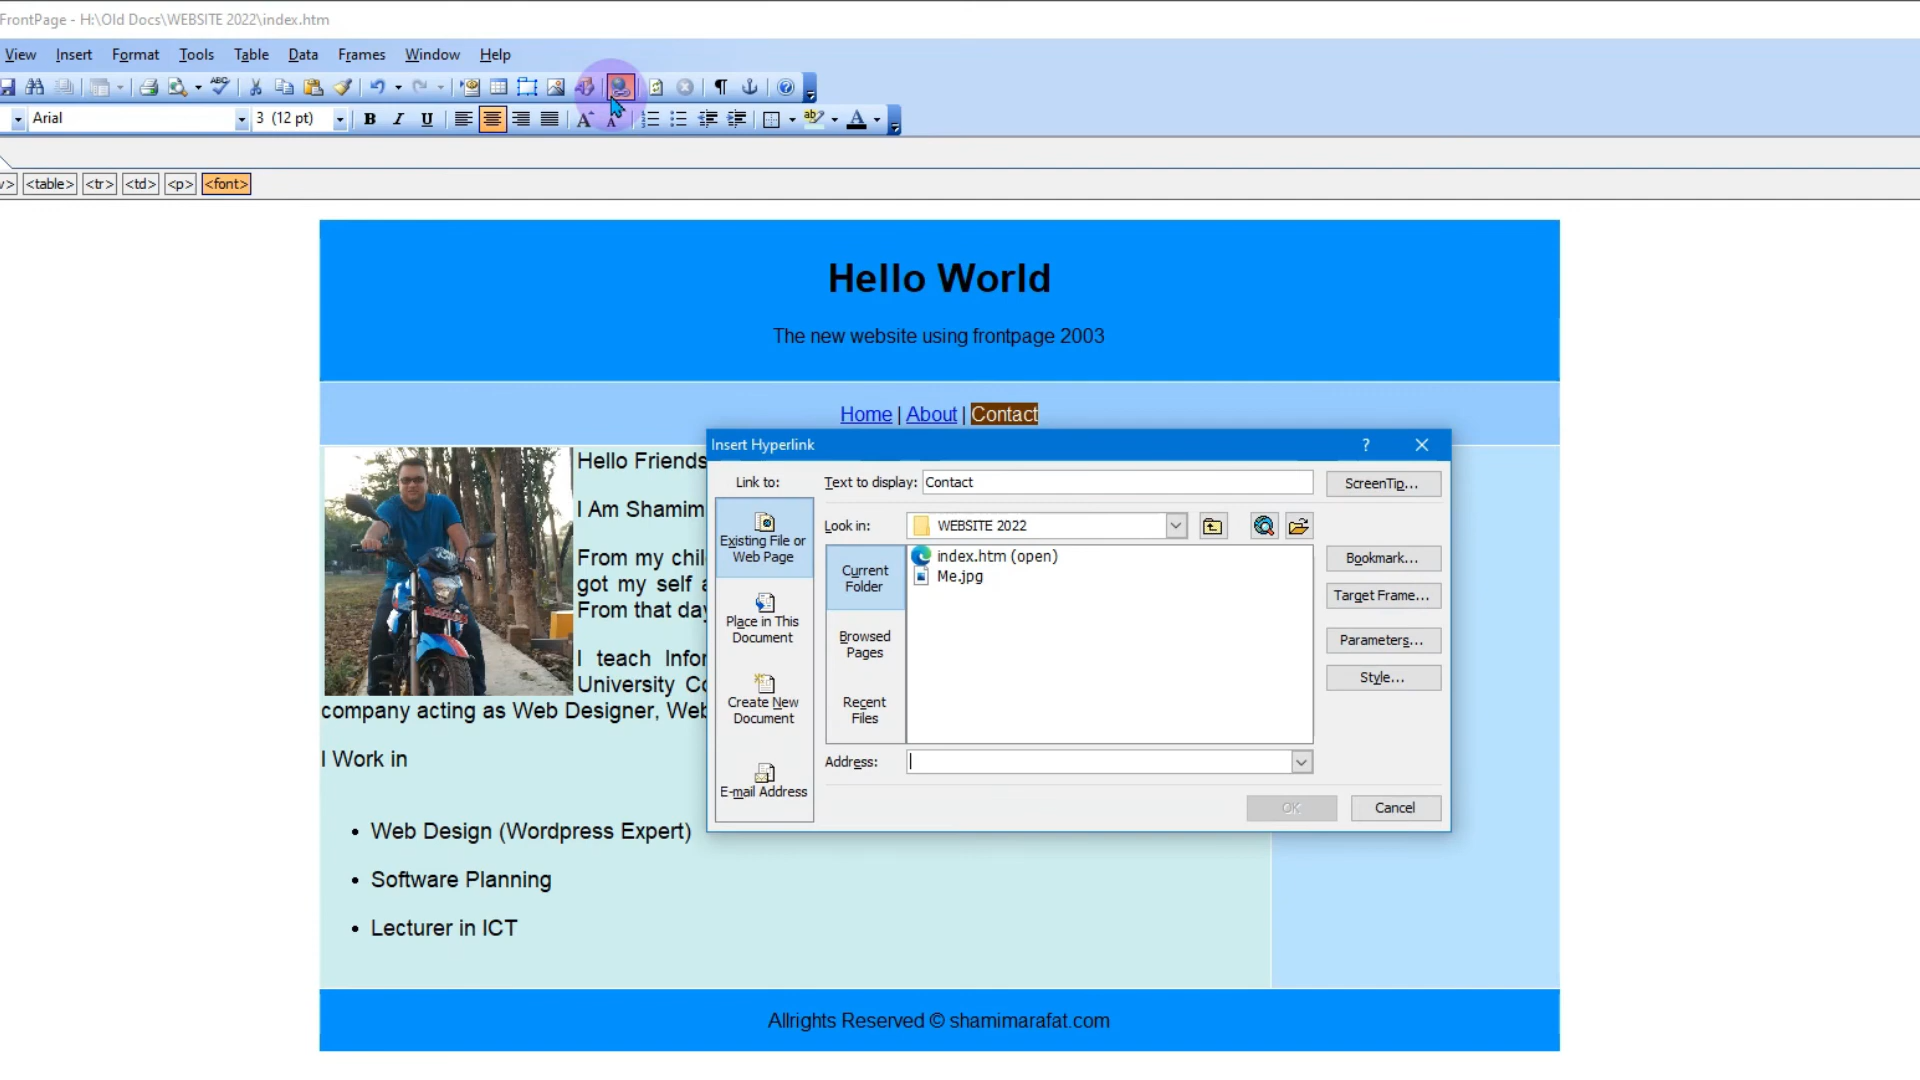 FrontPage - H:\Old Docs\WEBSITE 2022\index.htm
View Insert Format Tools Table Data Frames Window Help
Arial 3 (12 pt) B I U A A ab A
v> <table> <tr> <td> <p> <font>
Hello World
The new website using frontpage 2003
Home | About | Contact
Hello Friends
I Am Shamim
From my chil
got my self a
From that day
I teach Infor
University Co
company acting as Web Designer, Web
I Work in
• Web Design (Wordpress Expert)
• Software Planning
• Lecturer in ICT
Allrights Reserved © shamimarafat.com
Insert Hyperlink ?
Link to:
Text to display: Contact
ScreenTip...
Existing File or
Web Page
Place in This
Document
Create New
Document
E-mail Address
Look in: WEBSITE 2022
Current
Folder
Browsed
Pages
Recent
Files
index.htm (open)
Me.jpg
Bookmark...
Target Frame...
Parameters...
Style...
Address:
OK Cancel